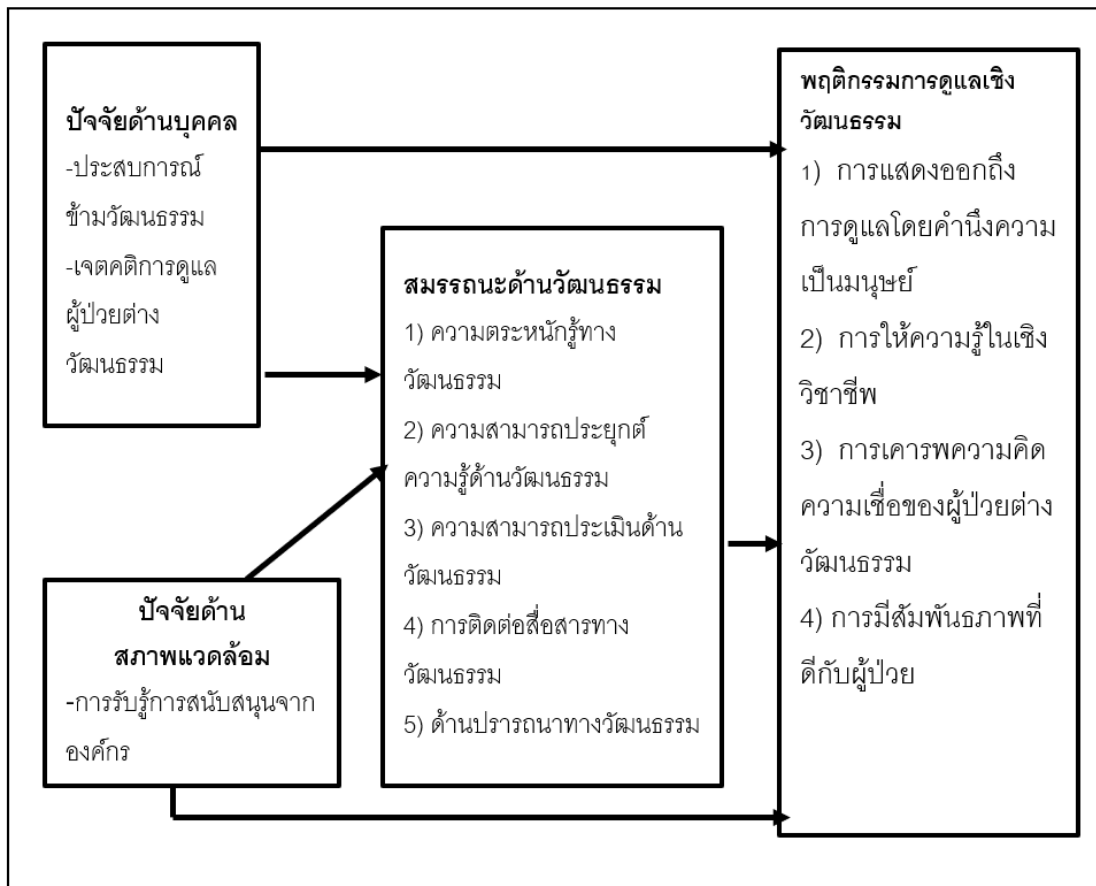 ปัจจัยด้านบุคคล
-ประสบการณ์
ข้ามวัฒนธรรม
-เจตคติการดูแล
ผู้ป่วยต่าง
วัฒนธรรม
ปัจจัยด้าน
สภาพแวดล้อม
-การรับรู้การสนับสนุนจาก
องค์กร
สมรรถนะด้านวัฒนธรรม
1) ความตระหนักรู้ทาง
วัฒนธรรม
2) ความสามารถประยุกต์
ความรู้ด้านวัฒนธรรม
3) ความสามารถประเมินด้าน
วัฒนธรรม
4) การติดต่อสื่อสารทาง
วัฒนธรรม
5) ด้านปรารถนาทางวัฒนธรรม
พฤติกรรมการดูแลเชิง
วัฒนธรรม
1) การแสดงออกถึง
การดูแลโดยคำนึงความ
เป็นมนุษย์
2) การให้ความรู้ในเชิง
วิชาชีพ
3) การเคารพความคิด
ความเชื่อของผู้ป่วยต่าง
วัฒนธรรม
4) การมีสัมพันธภาพที่
ดีกับผู้ป่วย